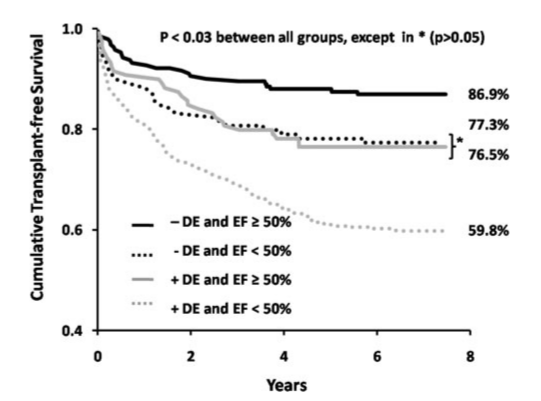 P < 0.03 between all groups, except in * (p>0.05)
Cumulative Transplant-free Survival
1.0
0.8
0.6
0.4
86.9%
77.3%
*
76.5%
59.8%
– DE and EF ≥ 50%
- DE and EF < 50%
+ DE and EF ≥ 50%
+ DE and EF < 50%
0 2 4 6 8
Years